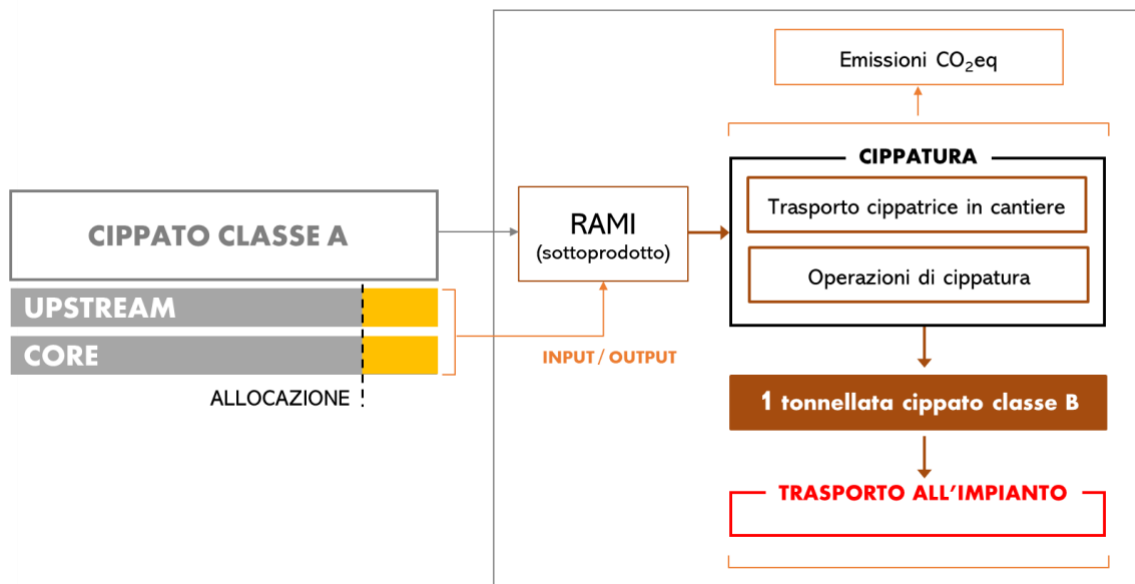 Emissioni CO₂eq
CIPPATURA
Trasporto cippatrice in cantiere
Operazioni di cippatura
CIPPATO CLASSE A
RAMI
(sottoprodotto)
UPSTREAM
CORE
INPUT / OUTPUT
ALLOCAZIONE
1 tonnellata cippato classe B
TRASPORTO ALL'IMPIANTO